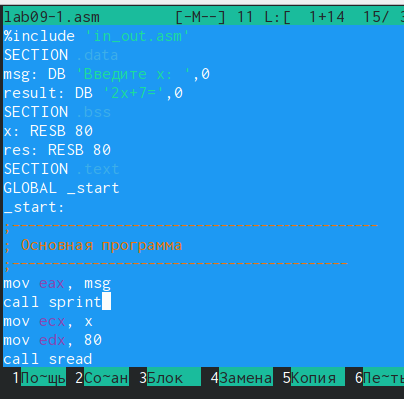 lab09-1.asm [-M--] 11 L:[ 1+14 15/ 3
%include 'in_out.asm'
SECTION .data
msg: DB 'Введите x: ',0
result: DB '2x+7=',0
SECTION .bss
x: RESB 80
res: RESB 80
SECTION .text
GLOBAL _start
_start:
;------------------------------------------
; Основная программа
;---------------------------------------
mov eax, msg
call sprint
mov ecx, x
mov edx, 80
call sread
1По~щь 2Со~ан 3Блок 4Замена 5Копия 6Пе~ть